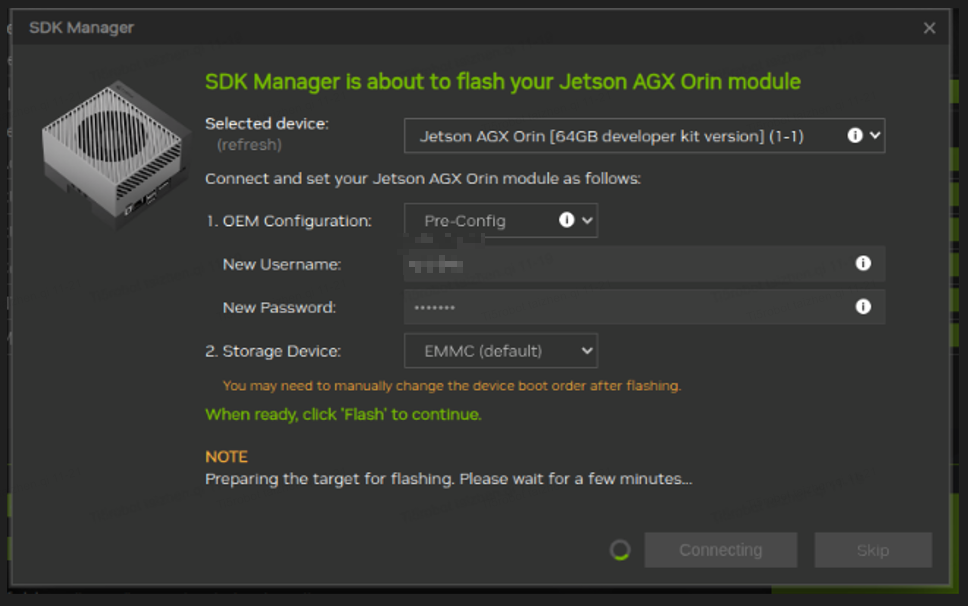 SDK Manager
SDK Manager is about to flash your Jetson AGX Orin module
Selected device:
(refresh)
Jetson AGX Orin [64GB developer kit version] (1-1)
Connect and set your Jetson AGX Orin module as follows:
1. OEM Configuration:
Pre-Config
New Username:
New Password:
•••••••
2. Storage Device:
EMMC (default)
You may need to manually change the device boot order after flashing.
When ready, click 'Flash' to continue.
NOTE
Preparing the target for flashing. Please wait for a few minutes...
Connecting
Skip